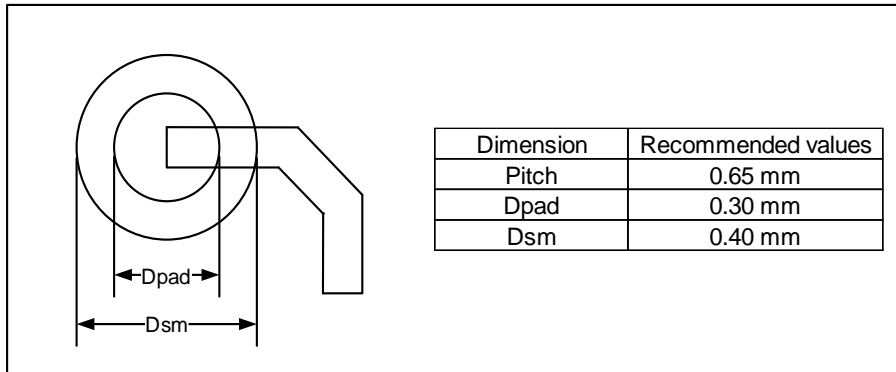 Dpad
Dsm
Dimension Recommended values
Pitch 0.65 mm
Dpad 0.30 mm
Dsm 0.40 mm